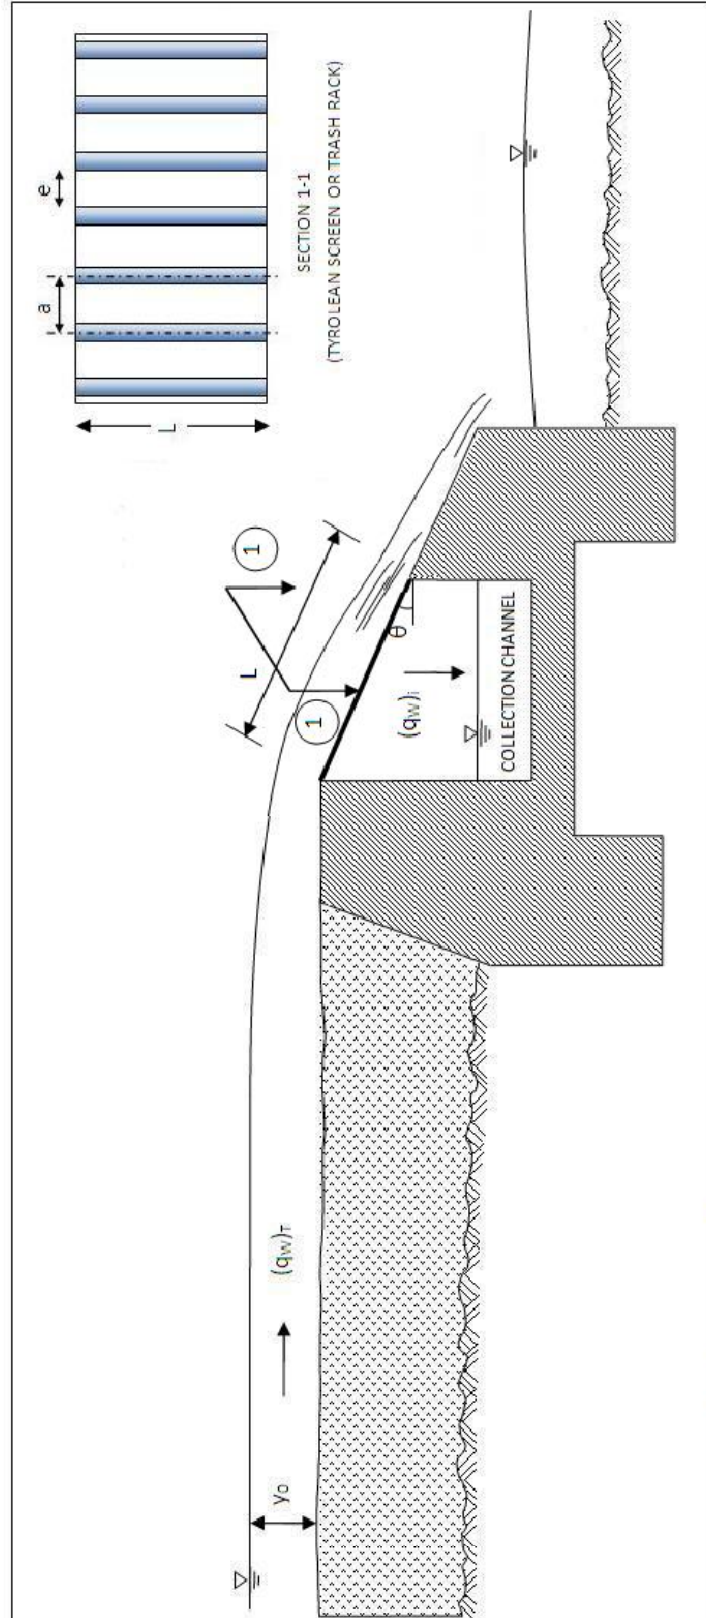 e
a
L
SECTION 1-1
(TYROLEAN SCREEN OR TRASH RACK)
1
L
1
θ
(qw)i
COLLECTION CHANNEL
(qw)T
yo